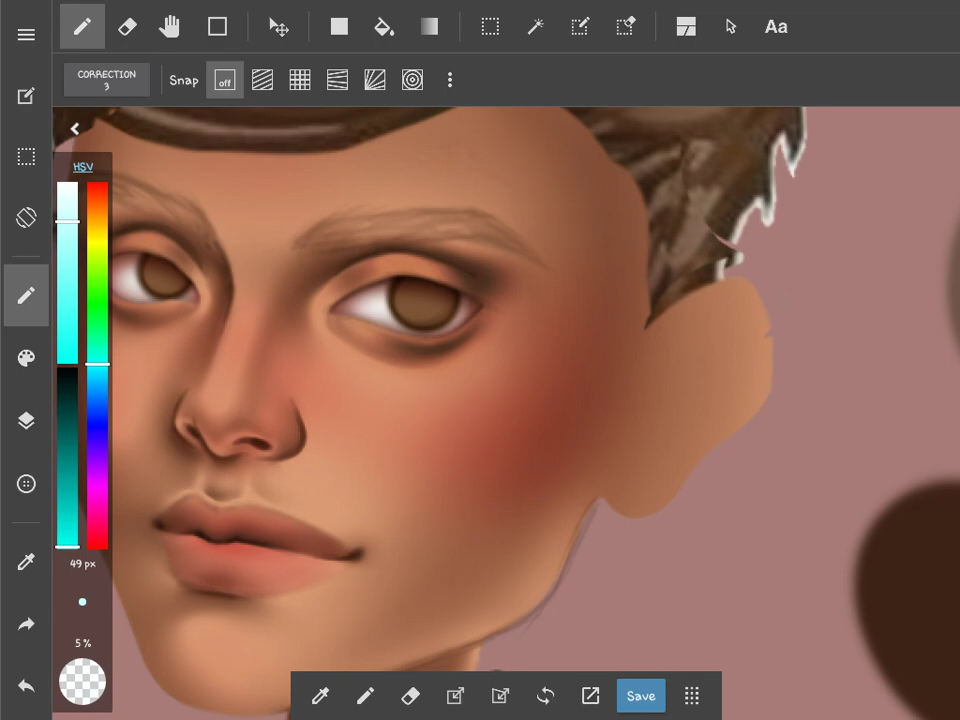 Aa
CORRECTION
3
Snap
off
HSV
49 px
5 %
Save